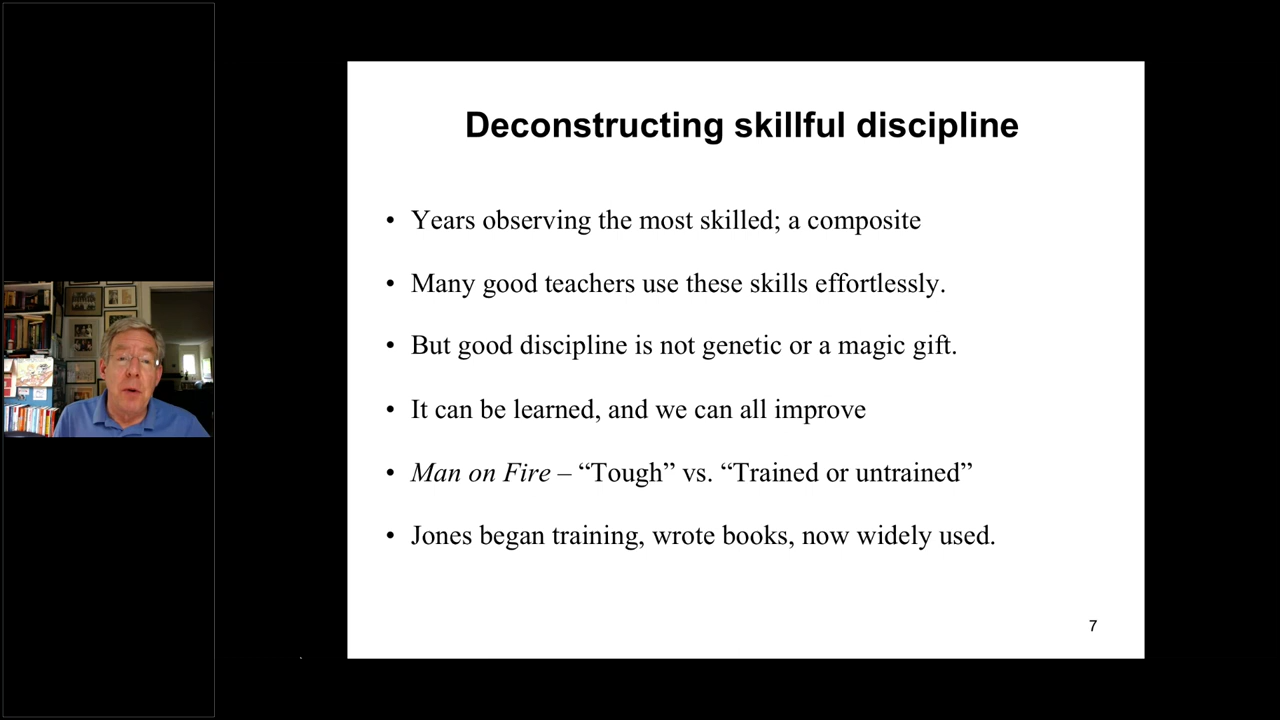 Deconstructing skillful discipline
• Years observing the most skilled; a composite
• Many good teachers use these skills effortlessly.
• But good discipline is not genetic or a magic gift.
• It can be learned, and we can all improve
• Man on Fire – “Tough” vs. “Trained or untrained”
• Jones began training, wrote books, now widely used.
7